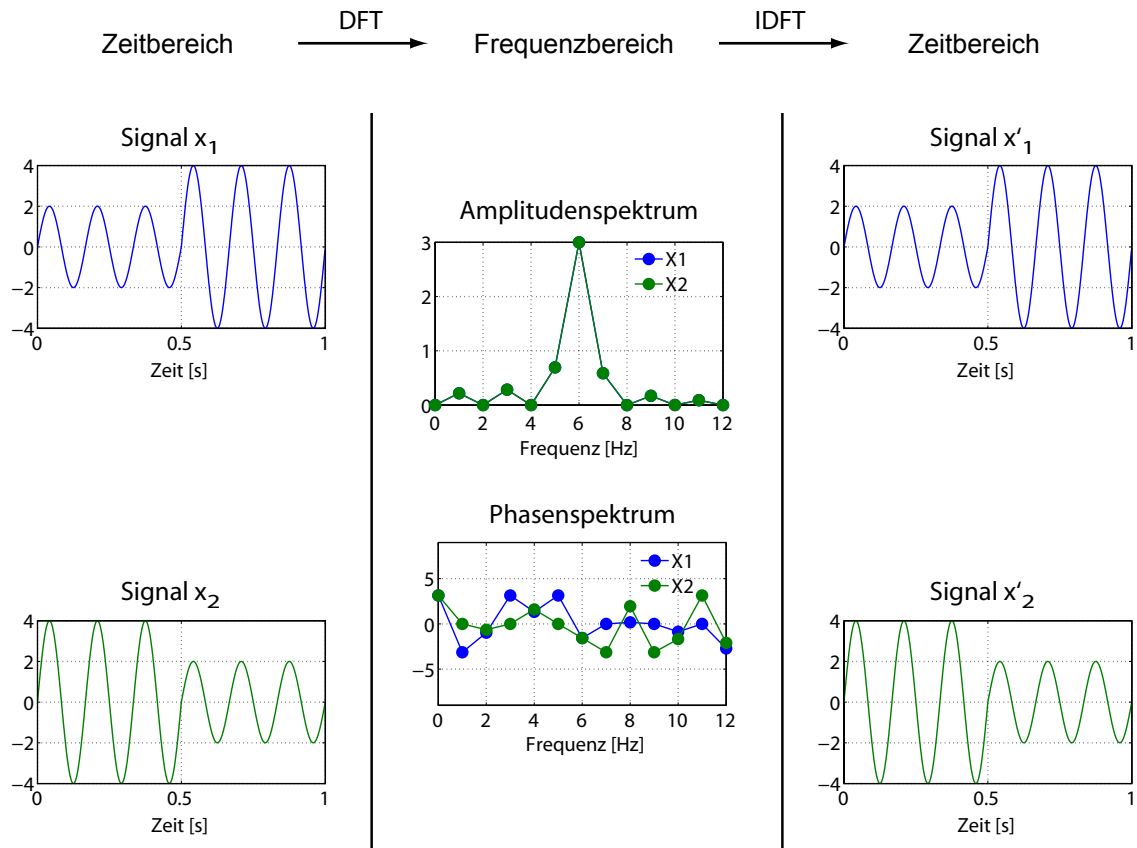 Zeitbereich
DFT
Frequenzbereich
IDFT
Zeitbereich
Signal x1
4
2
0
−2
−4
0
0.5
1
Zeit [s]
Signal x2
4
2
0
−2
−4
0
0.5
1
Zeit [s]
Amplitudenspektrum
3
2
1
0
X1
X2
0 2 4 6 8 10 12
Frequenz [Hz]
Phasenspektrum
5
0
−5
X1
X2
0 2 4 6 8 10 12
Frequenz [Hz]
Signal x‘1
4
2
0
−2
−4
0
0.5
1
Zeit [s]
Signal x‘2
4
2
0
−2
−4
0
0.5
1
Zeit [s]